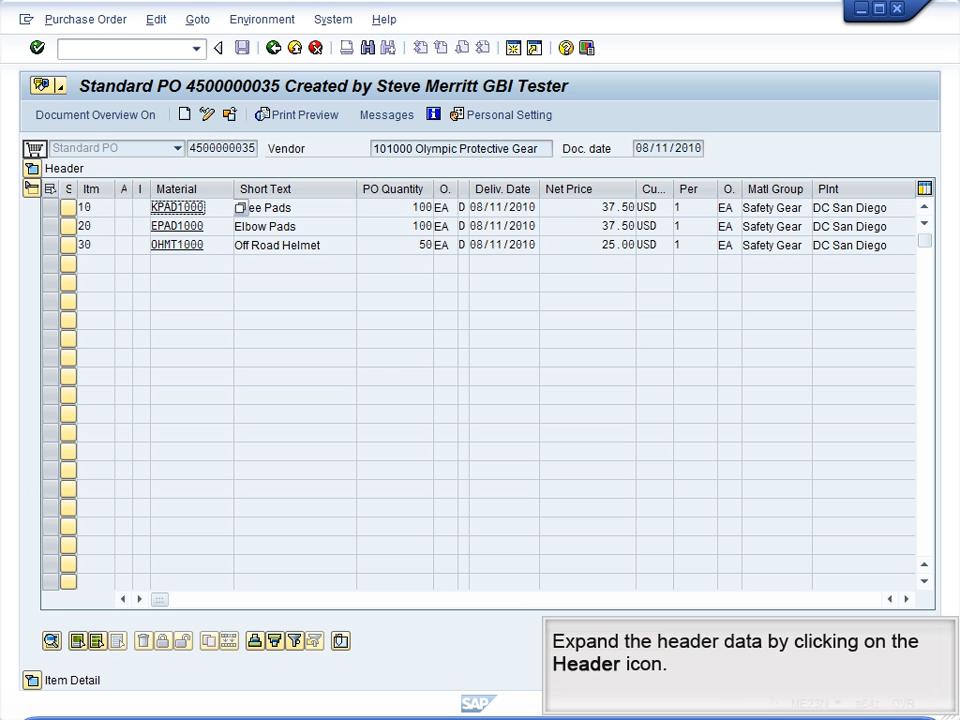 Purchase Order Edit Goto Environment System Help
Standard PO 4500000035 Created by Steve Merritt GBI Tester
Document Overview On Print Preview Messages Personal Setting
Standard PO 4500000035 Vendor 101000 Olympic Protective Gear Doc. date 08/11/2010
Header
S Itm A I Material Short Text PO Quantity O. Deliv. Date Net Price Cu... Per O. Matl Group Plnt
10 KPAD1000 ee Pads 100 EA D 08/11/2010 37.50 USD 1 EA Safety Gear DC San Diego
20 EPAD1000 Elbow Pads 100 EA D 08/11/2010 37.50 USD 1 EA Safety Gear DC San Diego
30 OHMT1000 Off Road Helmet 50 EA D 08/11/2010 25.00 USD 1 EA Safety Gear DC San Diego
Expand the header data by clicking on the
Header icon.
Item Detail
SAP